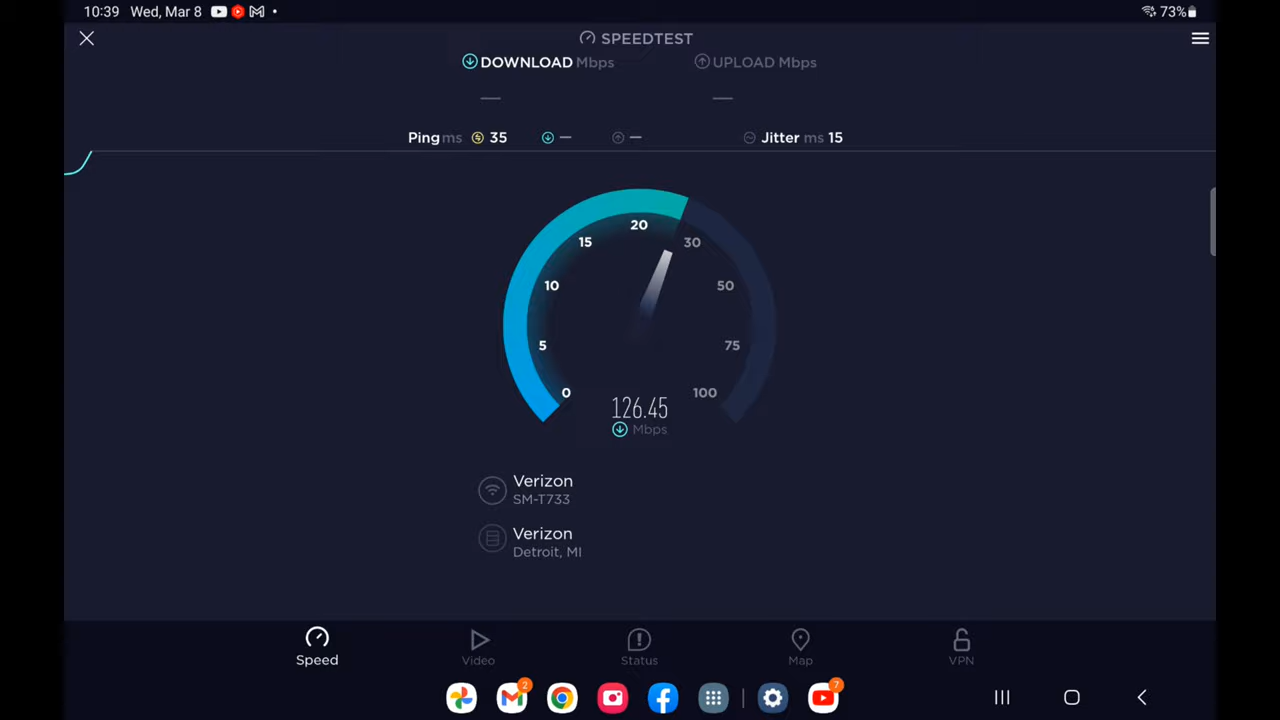 10:39 Wed, Mar 8 73%
SPEEDTEST
DOWNLOAD Mbps UPLOAD Mbps
— —
Ping ms 35 — — Jitter ms 15
20
15 30
10 50
5 75
0 100
126.45
Mbps
Verizon
SM-T733
Verizon
Detroit, MI
Speed Video Status Map VPN
2 7